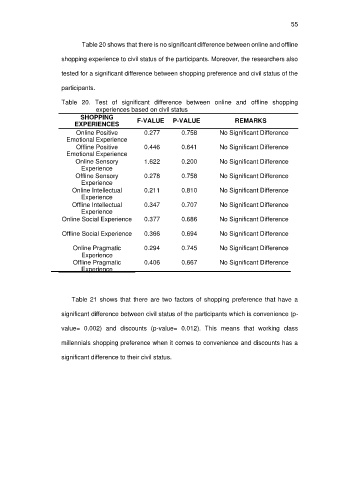 55
Table 20 shows that there is no significant difference between online and offline
shopping experience to civil status of the participants. Moreover, the researchers also
tested for a significant difference between shopping preference and civil status of the
participants.
Table 20. Test of significant difference between online and offline shopping
experiences based on civil status
SHOPPING EXPERIENCES F-VALUE P-VALUE REMARKS
Online Positive Emotional Experience 0.277 0.758 No Significant Difference
Offline Positive Emotional Experience 0.446 0.641 No Significant Difference
Online Sensory Experience 1.622 0.200 No Significant Difference
Offline Sensory Experience 0.278 0.758 No Significant Difference
Online Intellectual Experience 0.211 0.810 No Significant Difference
Offline Intellectual Experience 0.347 0.707 No Significant Difference
Online Social Experience 0.377 0.686 No Significant Difference
Offline Social Experience 0.366 0.694 No Significant Difference
Online Pragmatic Experience 0.294 0.745 No Significant Difference
Offline Pragmatic Experience 0.406 0.667 No Significant Difference
Table 21 shows that there are two factors of shopping preference that have a
significant difference between civil status of the participants which is convenience (p-
value= 0.002) and discounts (p-value= 0.012). This means that working class
millennials shopping preference when it comes to convenience and discounts has a
significant difference to their civil status.